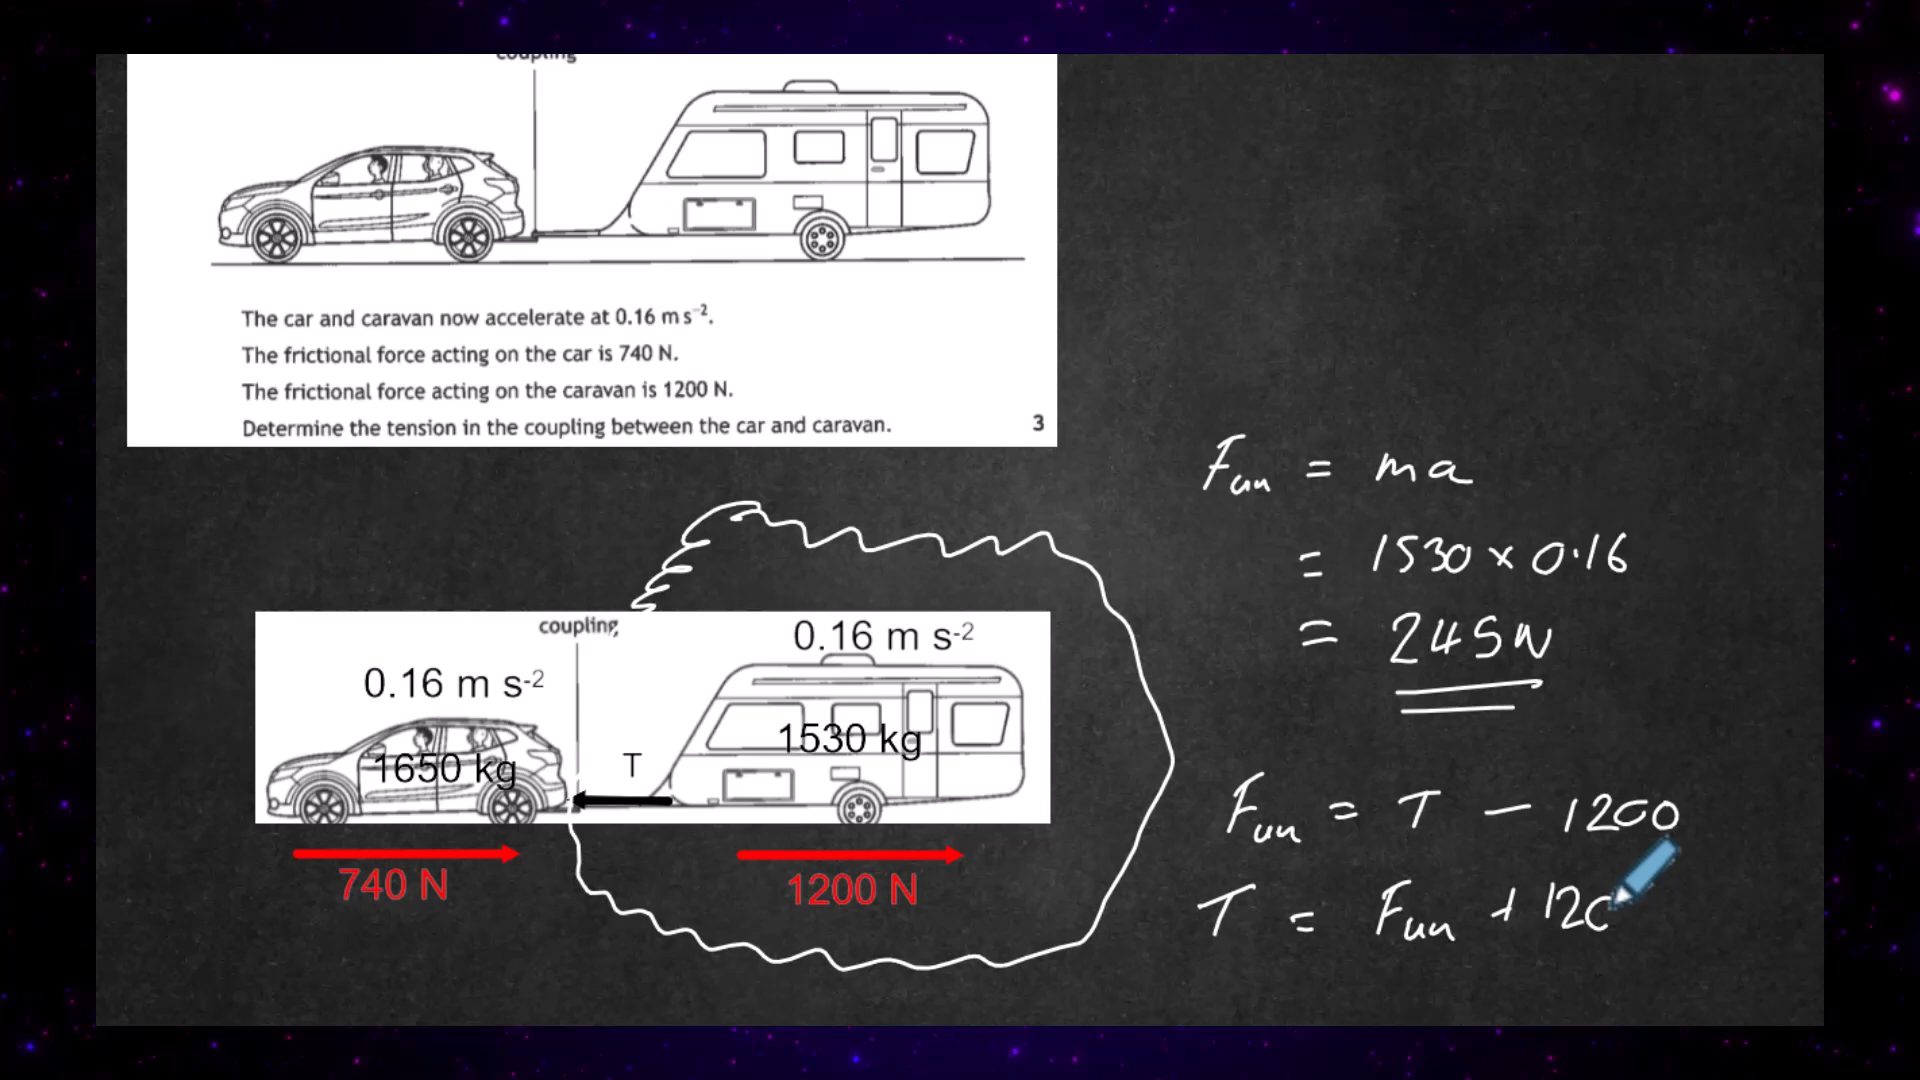 coupling
The car and caravan now accelerate at 0.16 m s⁻².
The frictional force acting on the car is 740 N.
The frictional force acting on the caravan is 1200 N.
Determine the tension in the coupling between the car and caravan.
3
coupling
0.16 m s-2
0.16 m s-2
1650 kg
T
1530 kg
740 N
1200 N
Fun = ma
= 1530 × 0.16
= 245N
Fun = T - 1200
T = Fun + 120